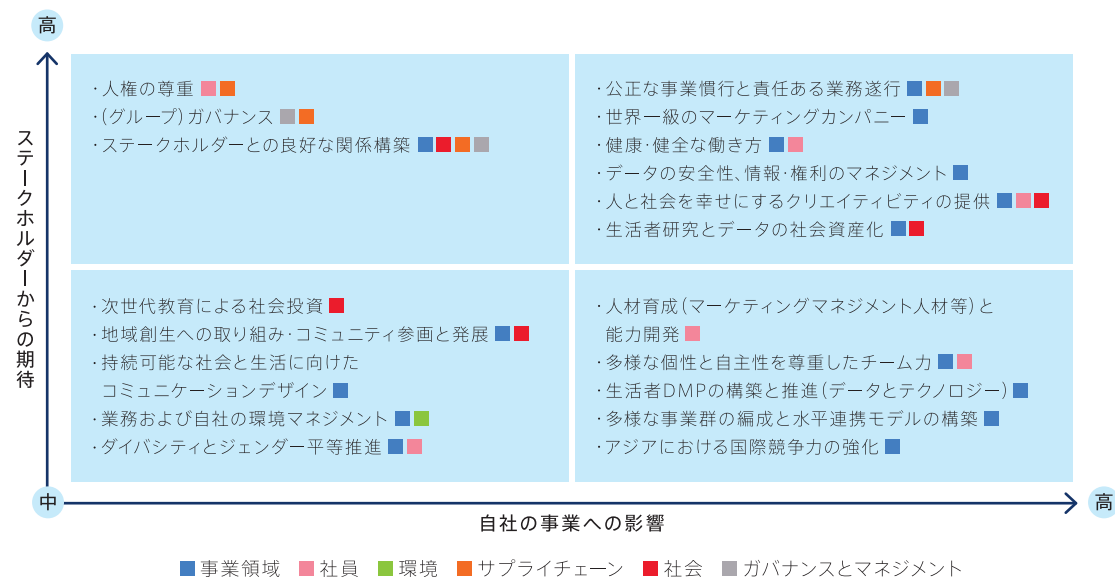 高
ステークホルダーからの期待
・人権の尊重
・(グループ)ガバナンス
・ステークホルダーとの良好な関係構築
・公正な事業慣行と責任ある業務遂行
・世界一級のマーケティングカンパニー
・健康・健全な働き方
・データの安全性、情報・権利のマネジメント
・人と社会を幸せにするクリエイティビティの提供
・生活者研究とデータの社会資産化
・次世代教育による社会投資
・地域創生への取り組み・コミュニティ参画と発展
・持続可能な社会と生活に向けた
コミュニケーションデザイン
・業務および自社の環境マネジメント
・ダイバシティとジェンダー平等推進
・人材育成(マーケティングマネジメント人材等)と
能力開発
・多様な個性と自主性を尊重したチーム力
・生活者DMPの構築と推進(データとテクノロジー)
・多様な事業群の編成と水平連携モデルの構築
・アジアにおける国際競争力の強化
中
高
自社の事業への影響
事業領域 社員 環境 サプライチェーン 社会 ガバナンスとマネジメント